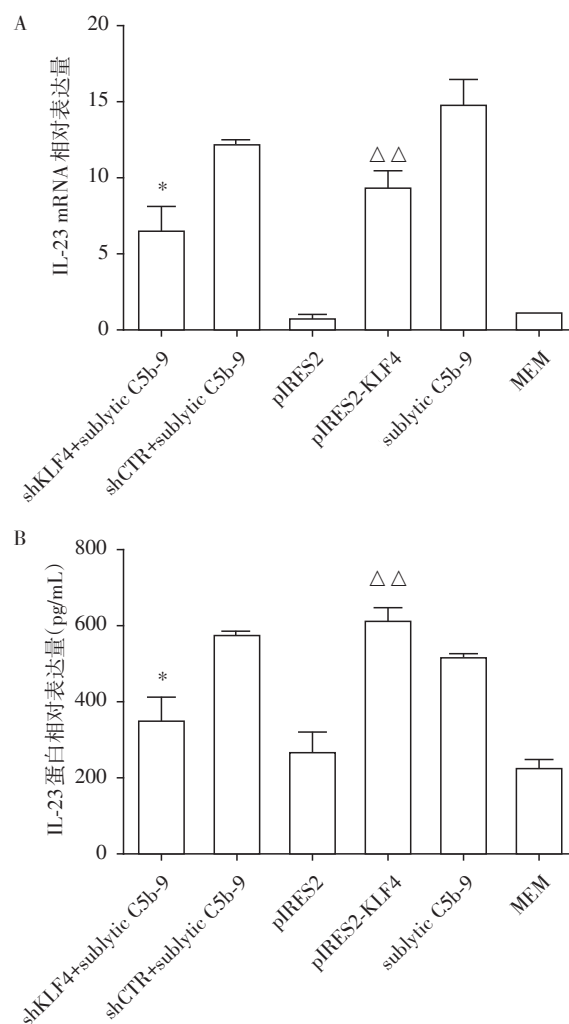 A
IL-23 mRNA 相对表达量
20
15
10
5
0
*
△△
shKLF4+sublytic C5b-9
shCTR+sublytic C5b-9
pIRES2
pIRES2-KLF4
sublytic C5b-9
MEM
B
IL-23蛋白相对表达量(pg/mL)
800
600
400
200
0
*
△△
shKLF4+sublytic C5b-9
shCTR+sublytic C5b-9
pIRES2
pIRES2-KLF4
sublytic C5b-9
MEM